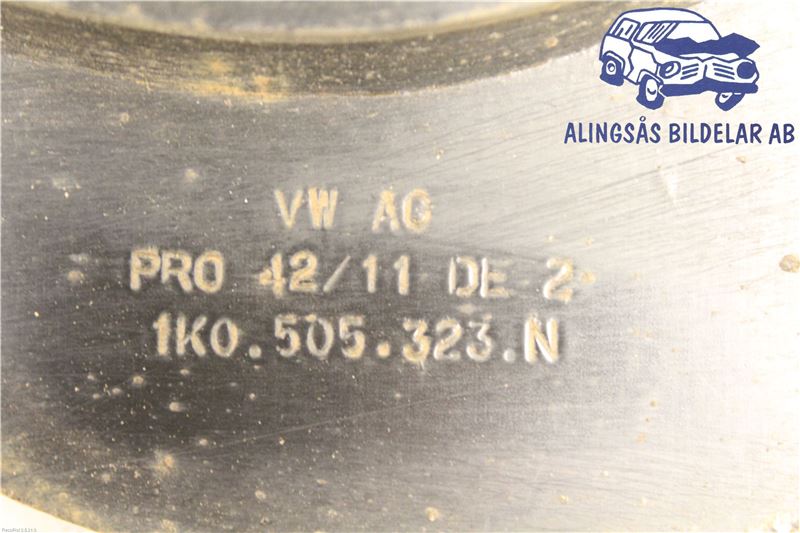 ALINGSÅS BILDELAR AB
VW AG
PRO 42/11 DE 2
1K0.505.323.N